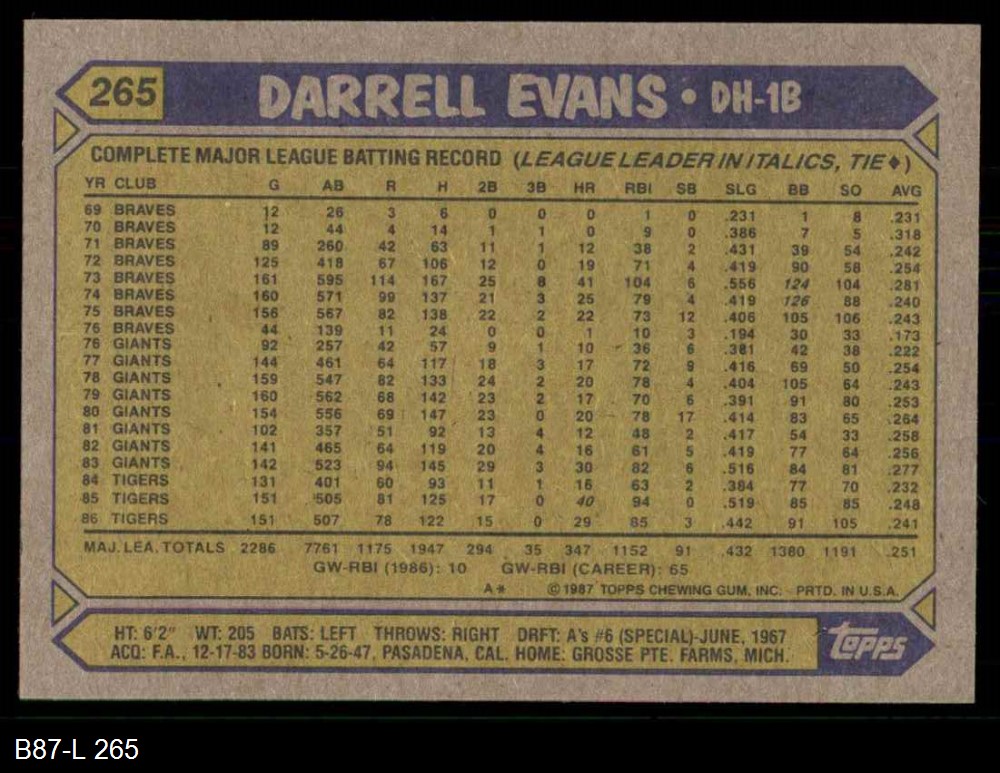 265 DARRELL EVANS • DH-1B
COMPLETE MAJOR LEAGUE BATTING RECORD (LEAGUE LEADER IN ITALICS, TIE♦)
YR CLUB G AB R H 2B 3B HR RBI SB SLG BB SO AVG
69 BRAVES 12 26 3 6 0 0 0 1 0 .231 1 8 .231
70 BRAVES 12 44 4 14 1 1 0 9 0 .386 7 5 .318
71 BRAVES 89 260 42 63 11 1 12 38 2 .431 39 54 .242
72 BRAVES 125 418 67 106 12 0 19 71 4 .419 90 58 .254
73 BRAVES 161 595 114 167 25 8 41 104 6 .556 124 104 .281
74 BRAVES 160 571 99 137 21 3 25 79 4 .419 126 88 .240
75 BRAVES 156 567 82 138 22 2 22 73 12 .406 105 106 .243
76 BRAVES 44 139 11 24 0 0 1 10 3 .194 30 33 .173
76 GIANTS 92 257 42 57 9 1 10 36 6 .381 42 38 .222
77 GIANTS 144 461 64 117 18 3 17 72 9 .416 69 50 .254
78 GIANTS 159 547 82 133 24 2 20 78 4 .404 105 64 .243
79 GIANTS 160 562 68 142 23 2 17 70 6 .391 91 80 .253
80 GIANTS 154 556 69 147 23 0 20 78 17 .414 83 65 .264
81 GIANTS 102 357 51 92 13 4 12 48 2 .417 54 33 .258
82 GIANTS 141 465 64 119 20 4 16 61 5 .419 77 64 .256
83 GIANTS 142 523 94 145 29 3 30 82 6 .516 84 81 .277
84 TIGERS 131 401 60 93 11 1 16 63 2 .384 77 70 .232
85 TIGERS 151 505 81 125 17 0 40 94 0 .519 85 85 .248
86 TIGERS 151 507 78 122 15 0 29 85 3 .442 91 105 .241
MAJ. LEA. TOTALS 2286 7761 1175 1947 294 35 347 1152 91 .432 1380 1191 .251
GW-RBI (1986): 10 GW-RBI (CAREER): 65
A* ©1987 TOPPS CHEWING GUM, INC. PRTD. IN U.S.A.
HT: 6'2" WT: 205 BATS: LEFT THROWS: RIGHT DRFT: A's #6 (SPECIAL)-JUNE, 1967
ACQ: F.A., 12-17-83 BORN: 5-26-47, PASADENA, CAL. HOME: GROSSE PTE. FARMS, MICH.
topps
B87-L 265